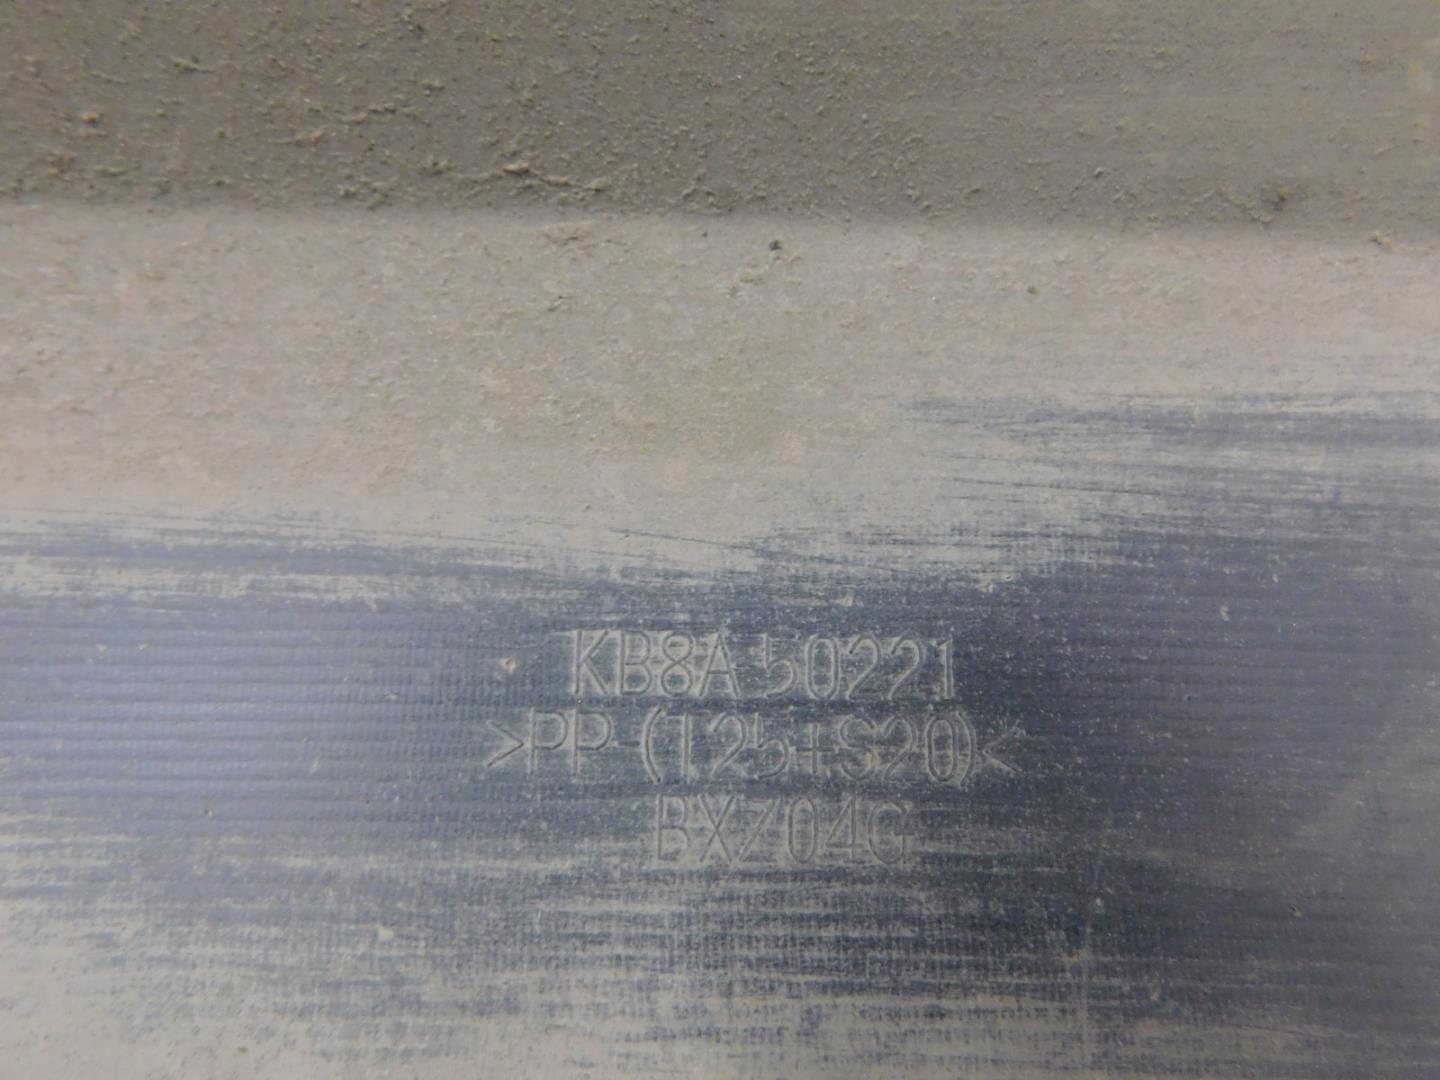 KB8A 50221
>PP-(T25+S20)<
BXZ04G